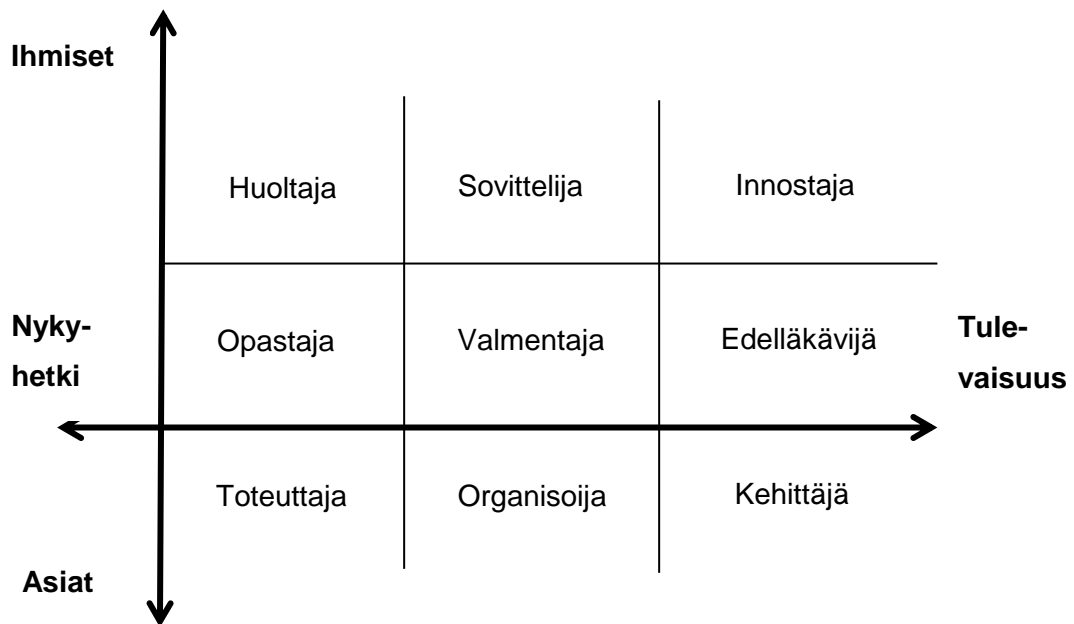 Ihmiset
Huoltaja Sovittelija Innostaja
Nyky-
hetki
Opastaja Valmentaja Edelläkävijä
Tule-
vaisuus
Toteuttaja Organisoija Kehittäjä
Asiat